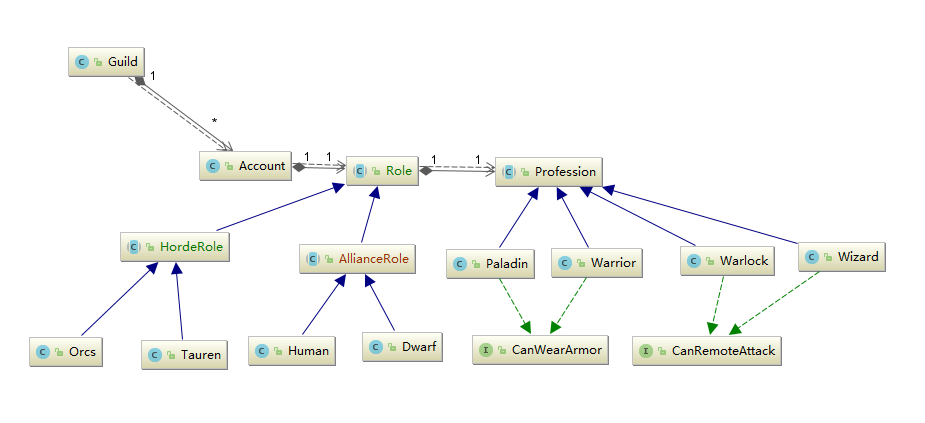 Guild
1
*
Account
1
1
Role
1
1
Profession
HordeRole
AllianceRole
Paladin
Warrior
Warlock
Wizard
Orcs
Tauren
Human
Dwarf
CanWearArmor
CanRemoteAttack